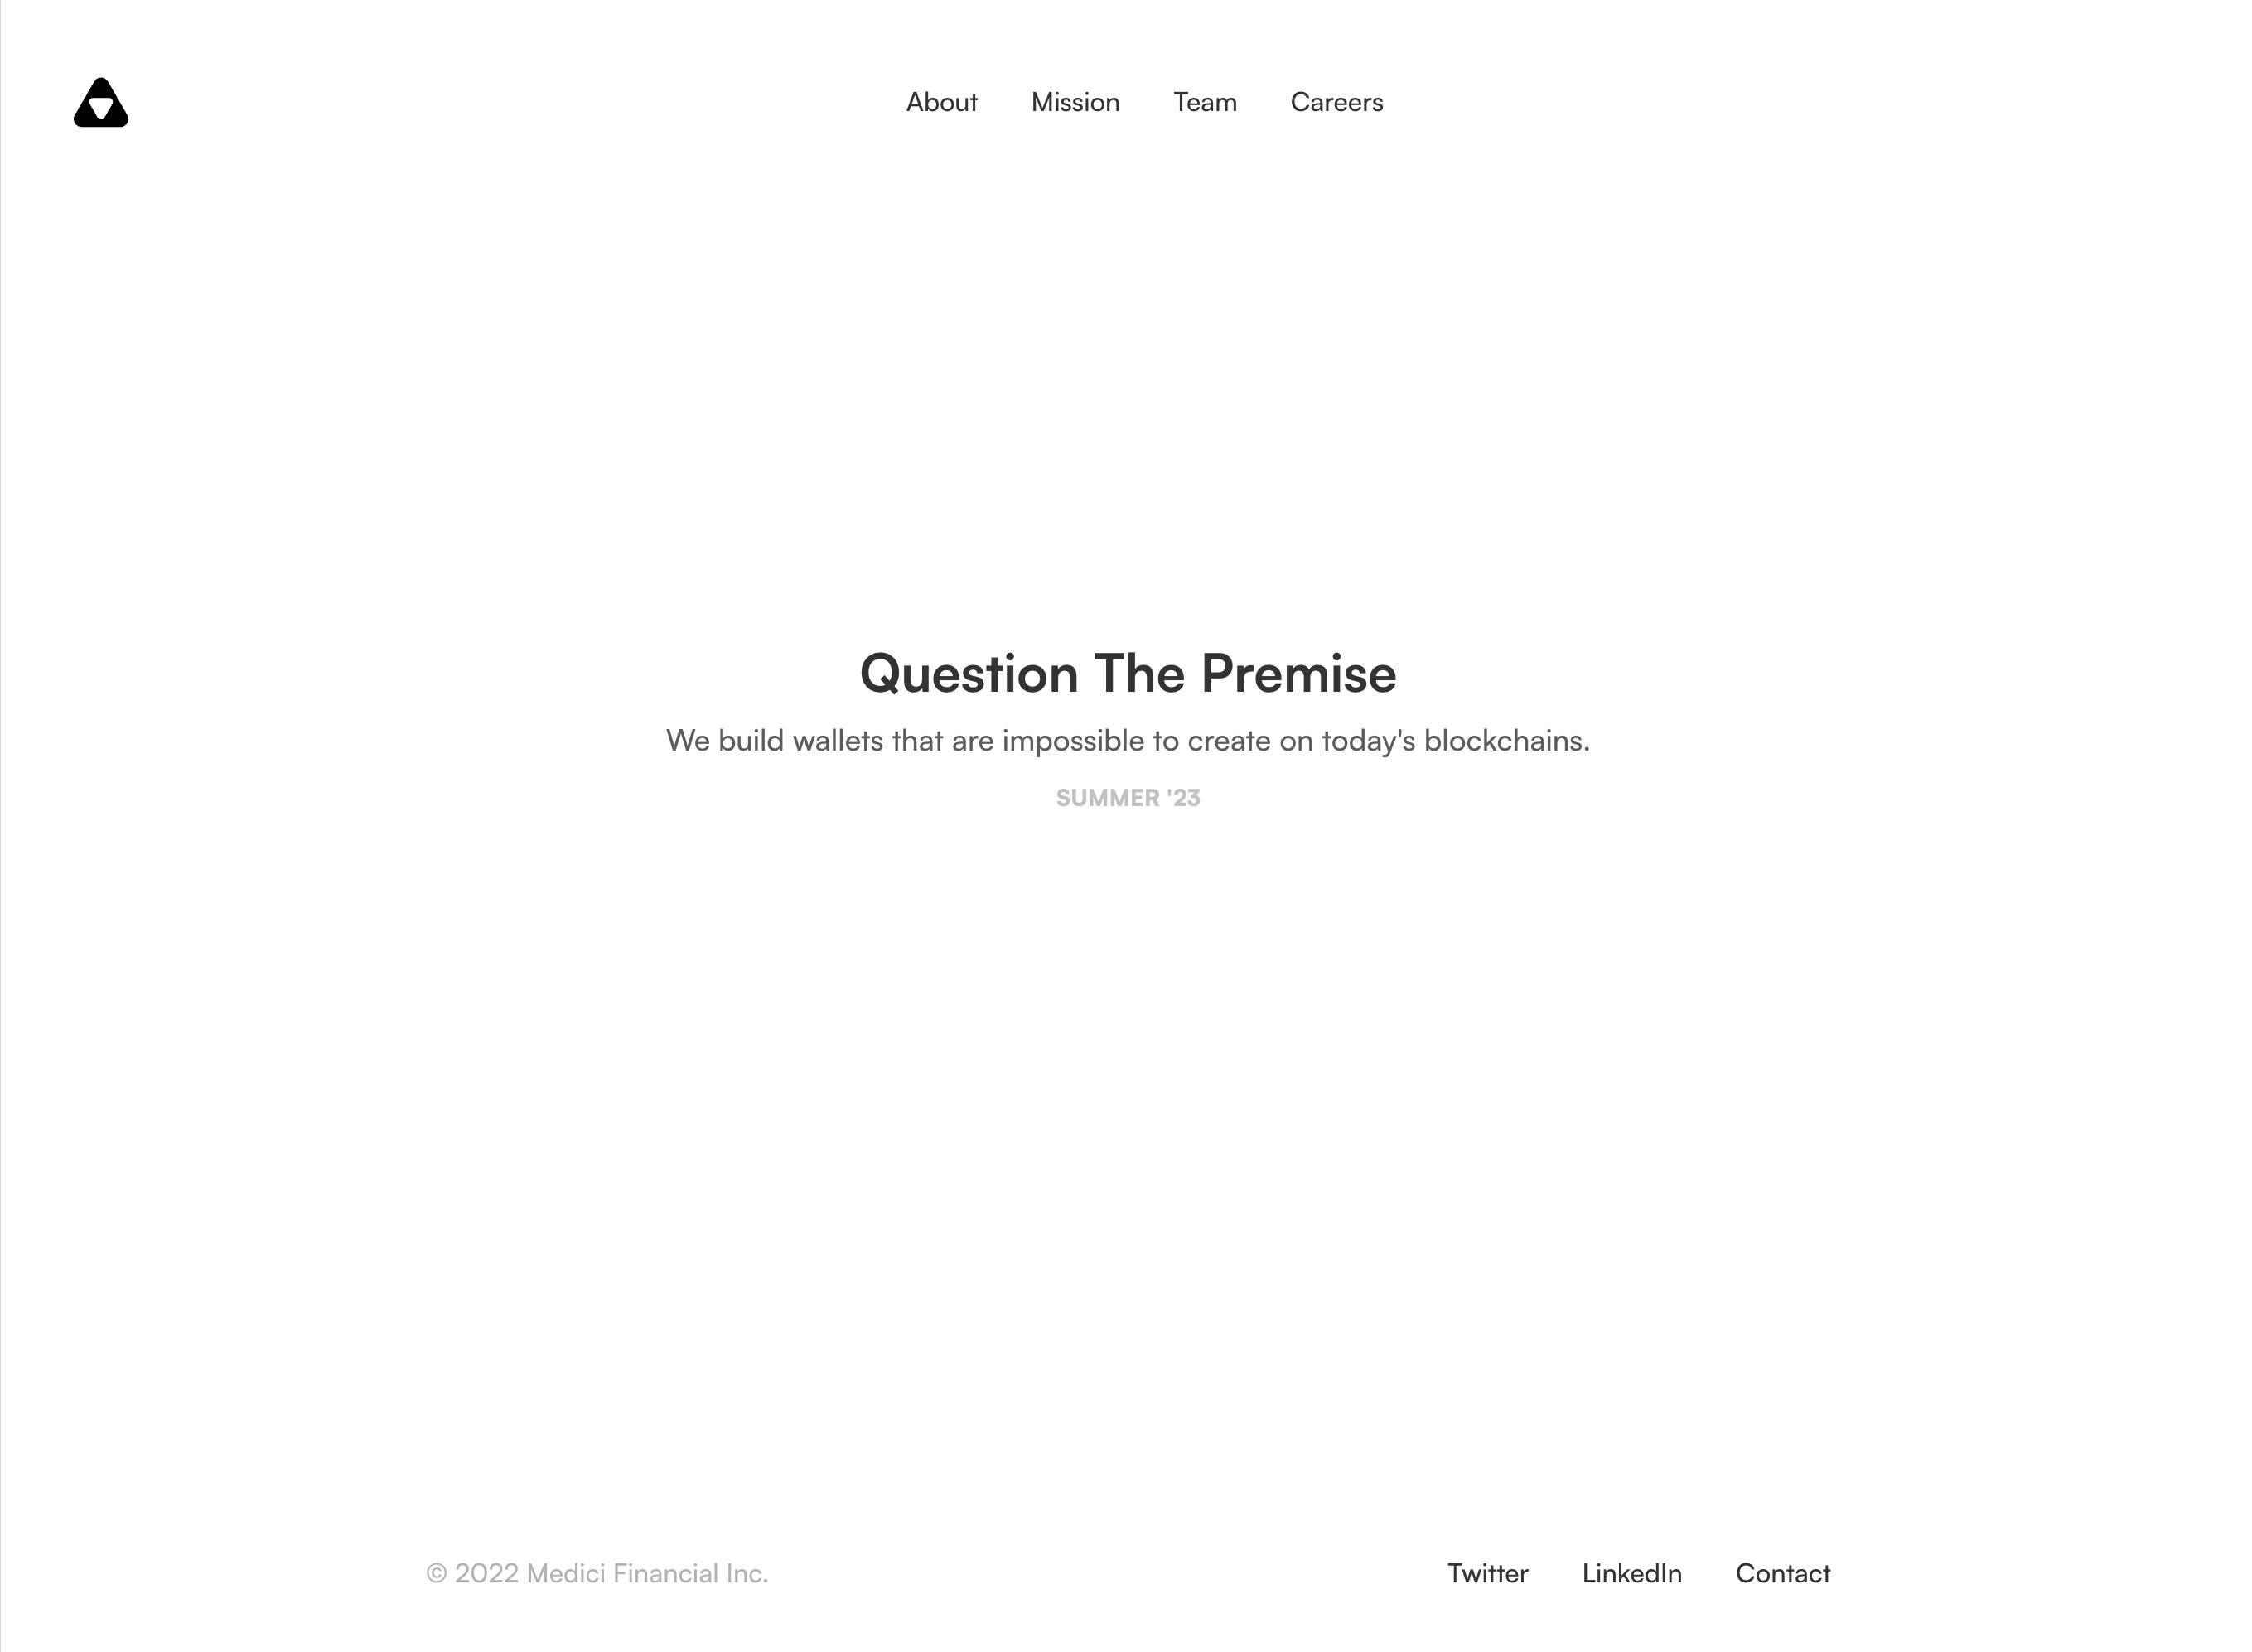 About Mission Team Careers
Question The Premise
We build wallets that are impossible to create on today's blockchains.
SUMMER '23
© 2022 Medici Financial Inc. Twitter LinkedIn Contact